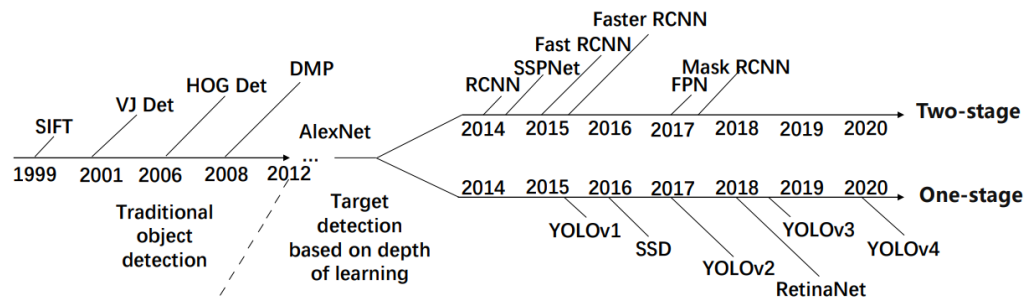 Faster RCNN
Fast RCNN
SSPNet
RCNN
Mask RCNN
FPN
DMP
HOG Det
VJ Det
SIFT
AlexNet
...
1999 2001 2006 2008 2012
2014 2015 2016 2017 2018 2019 2020
Two-stage
2014 2015 2016 2017 2018 2019 2020
One-stage
Traditional
object
detection
Target
detection
based on depth
of learning
YOLOv1
SSD
YOLOv2
RetinaNet
YOLOv3
YOLOv4